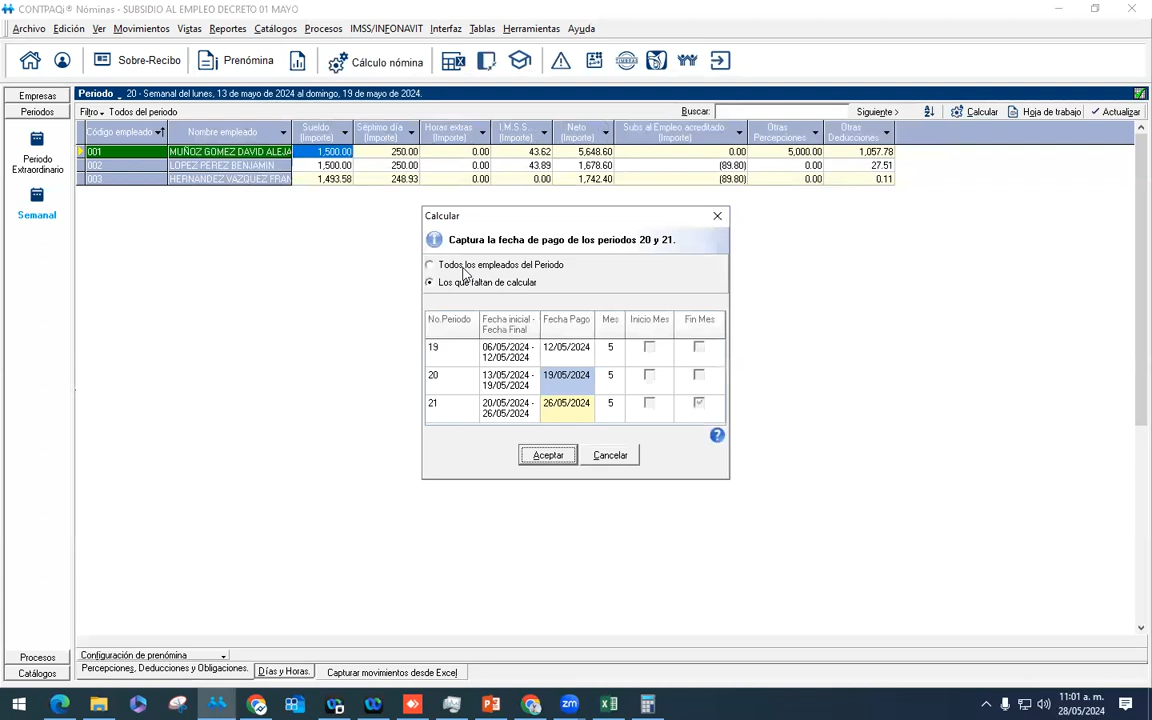 CONTPAQi® Nóminas - SUBSIDIO AL EMPLEO DECRETO 01 MAYO
Archivo Edición Ver Movimientos Vistas Reportes Catálogos Procesos IMSS/INFONAVIT Interfaz Tablas Herramientas Ayuda
Sobre-Recibo Prenómina Cálculo nómina
Empresas
Periodo 20 - Semanal del lunes, 13 de mayo de 2024 al domingo, 19 de mayo de 2024.
Periodos
Filtro Todos del periodo Buscar: Siguiente > Calcular Hoja de trabajo Actualizar
Código empleado Nombre empleado Sueldo (Importe) Séptimo día (Importe) Horas extras (Importe) I.M.S.S. (Importe) Neto (Importe) Subs al Empleo acreditado (Importe) Otras Percepciones Otras Deducciones
001 MUÑOZ GOMEZ DAVID ALEJA 1,500.00 250.00 0.00 43.62 5,648.60 0.00 5,000.00 1,057.78
002 LOPEZ PEREZ BENJAMIN 1,500.00 250.00 0.00 43.89 1,678.60 (89.80) 0.00 27.51
003 HERNANDEZ VAZQUEZ FRAN 1,493.58 248.93 0.00 0.00 1,742.40 (89.80) 0.00 0.11
Periodo
Extraordinario
Semanal
Calcular
Captura la fecha de pago de los periodos 20 y 21.
Todos los empleados del Periodo
Los que faltan de calcular
No.Periodo Fecha inicial - Fecha Final Fecha Pago Mes Inicio Mes Fin Mes
19 06/05/2024 - 12/05/2024 12/05/2024 5
20 13/05/2024 - 19/05/2024 19/05/2024 5
21 20/05/2024 - 26/05/2024 26/05/2024 5
Aceptar Cancelar
Procesos
Catálogos
Configuración de prenómina
Percepciones, Deducciones y Obligaciones. Días y Horas. Capturar movimientos desde Excel
11:01 a. m.
28/05/2024